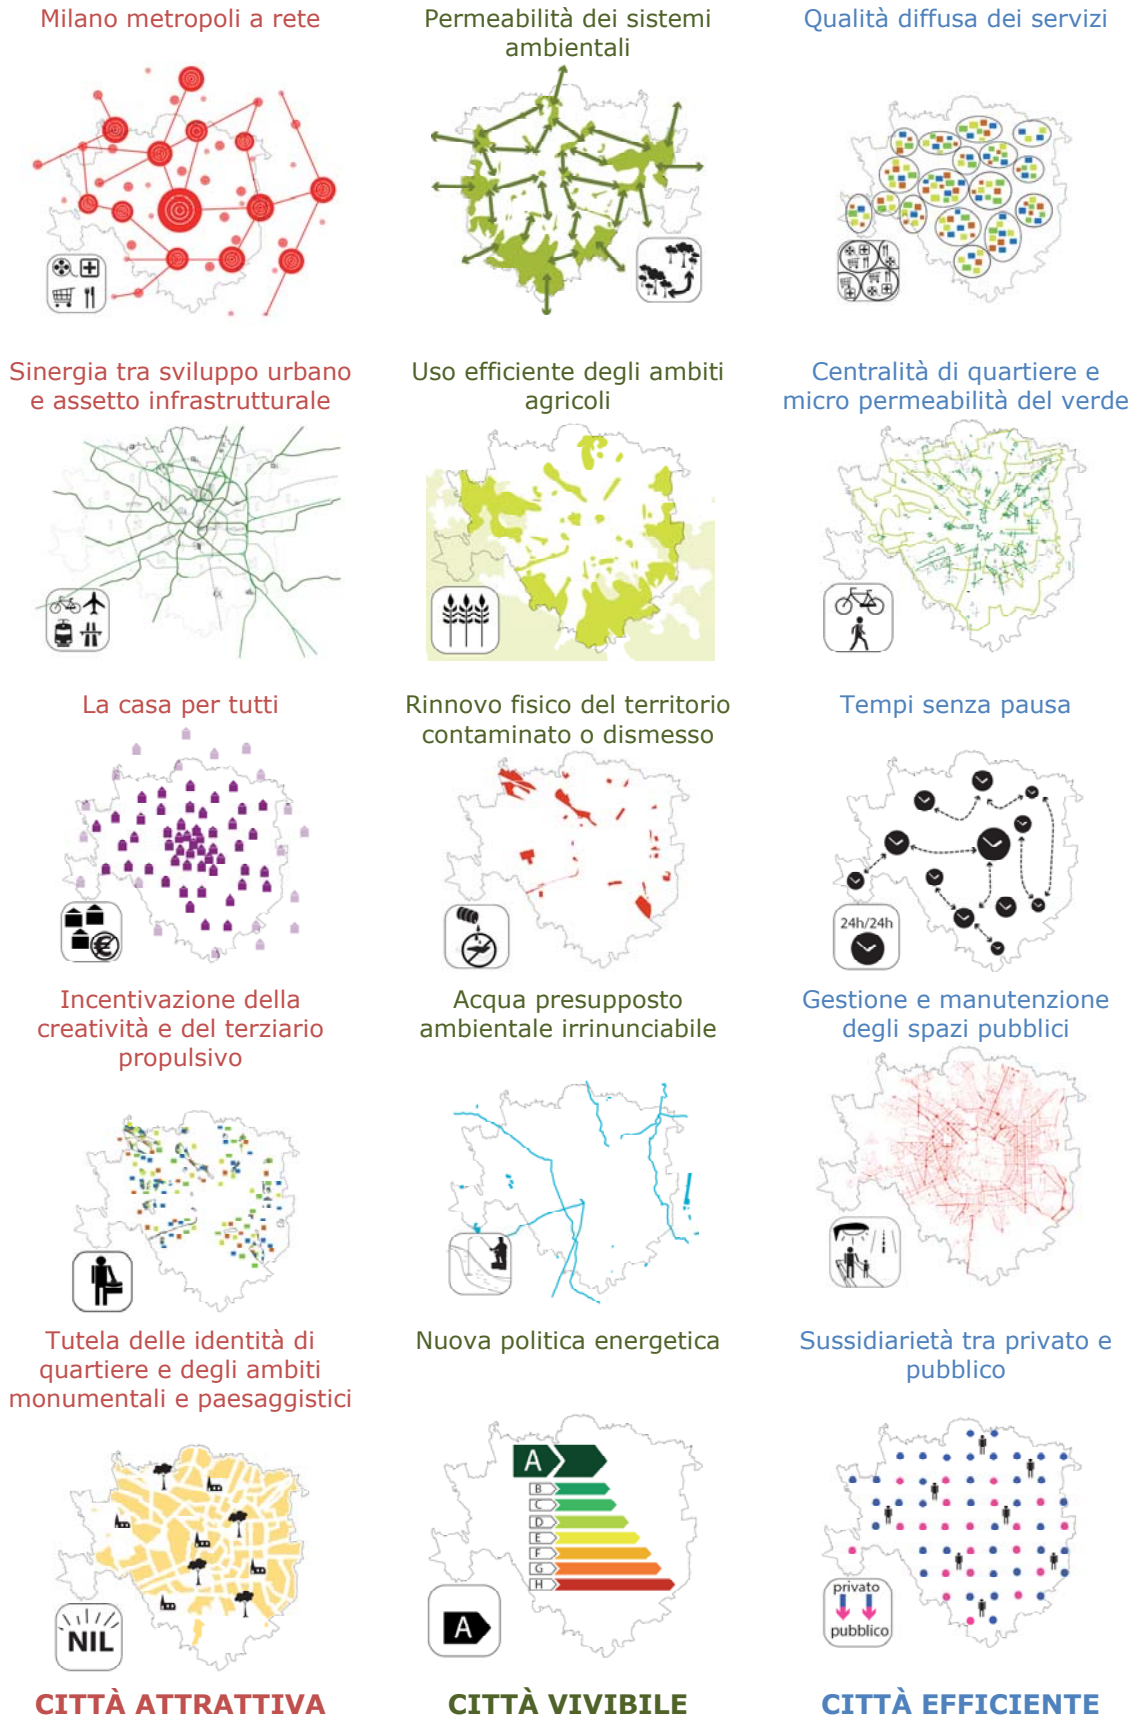 Milano metropoli a rete
Permeabilità dei sistemi
ambientali
Qualità diffusa dei servizi
Sinergia tra sviluppo urbano
e assetto infrastrutturale
Uso efficiente degli ambiti
agricoli
Centralità di quartiere e
micro permeabilità del verde
La casa per tutti
€
Rinnovo fisico del territorio
contaminato o dismesso
Tempi senza pausa
24h/24h
Incentivazione della
creatività e del terziario
propulsivo
Acqua presupposto
ambientale irrinunciabile
Gestione e manutenzione
degli spazi pubblici
Tutela delle identità di
quartiere e degli ambiti
monumentali e paesaggistici
NIL
Nuova politica energetica
A
B
C
D
E
F
G
H
A
Sussidiarietà tra privato e
pubblico
privato
pubblico
CITTÀ ATTRATTIVA
CITTÀ VIVIBILE
CITTÀ EFFICIENTE